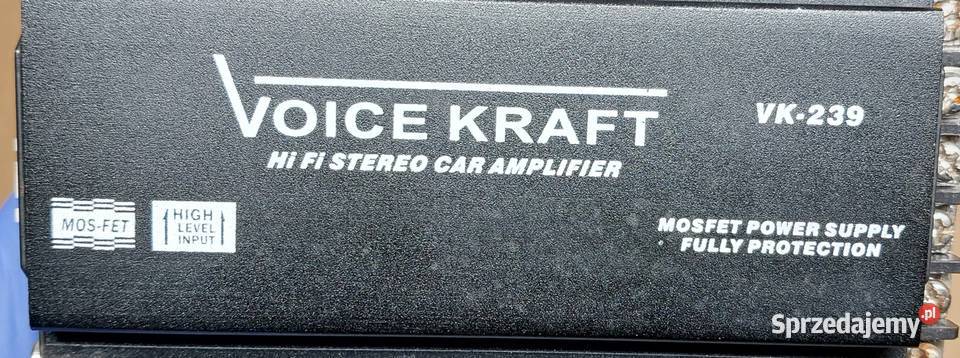 VOICE KRAFT
VK-239
Hi Fi STEREO CAR AMPLIFIER
MOS-FET
HIGH
LEVEL
INPUT
MOSFET POWER SUPPLY
FULLY PROTECTION
Sprzedajemy.pl